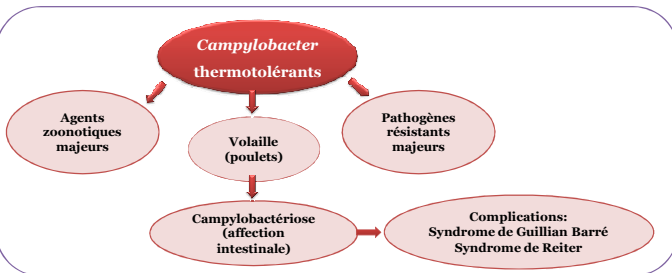 Campylobacter
thermotolérants
Agents
zoonotiques
majeurs
Volaille
(poulets)
Pathogènes
résistants
majeurs
Campylobactériose
(affection
intestinale)
Complications:
Syndrome de Guillian Barré
Syndrome de Reiter